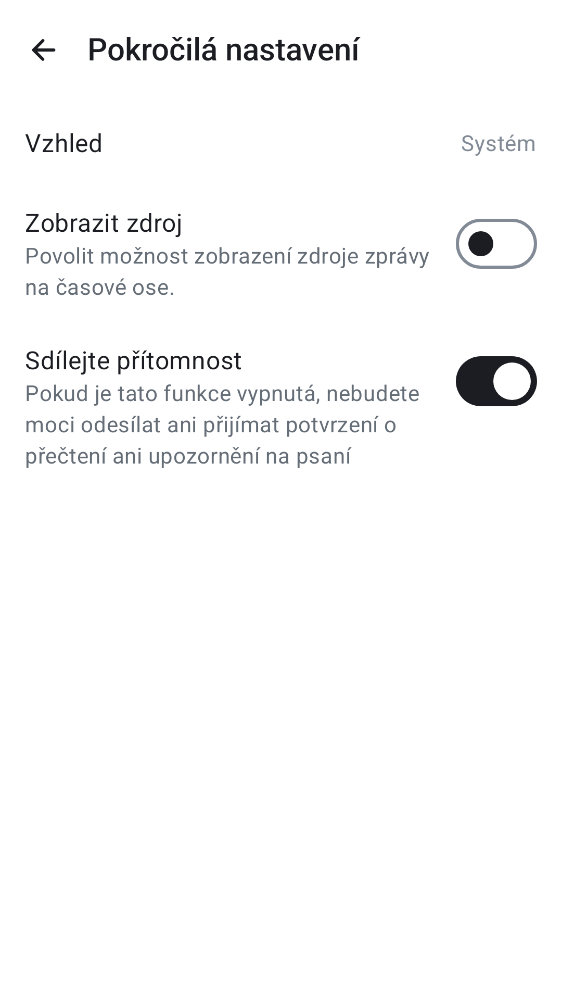 Pokročilá nastavení
Vzhled
Systém
Zobrazit zdroj
Povolit možnost zobrazení zdroje zprávy
na časové ose.
Sdílejte přítomnost
Pokud je tato funkce vypnutá, nebudete
moci odesílat ani přijímat potvrzení o
přečtení ani upozornění na psaní